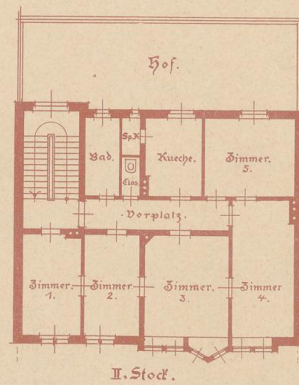 Hof.
Bad.
Sp.K.
Clos.
Kueche.
Zimmer.
5.
Vorplatz.
Zimmer.
1.
Zimmer.
2.
Zimmer.
3.
Zimmer
4.
II. Stock.